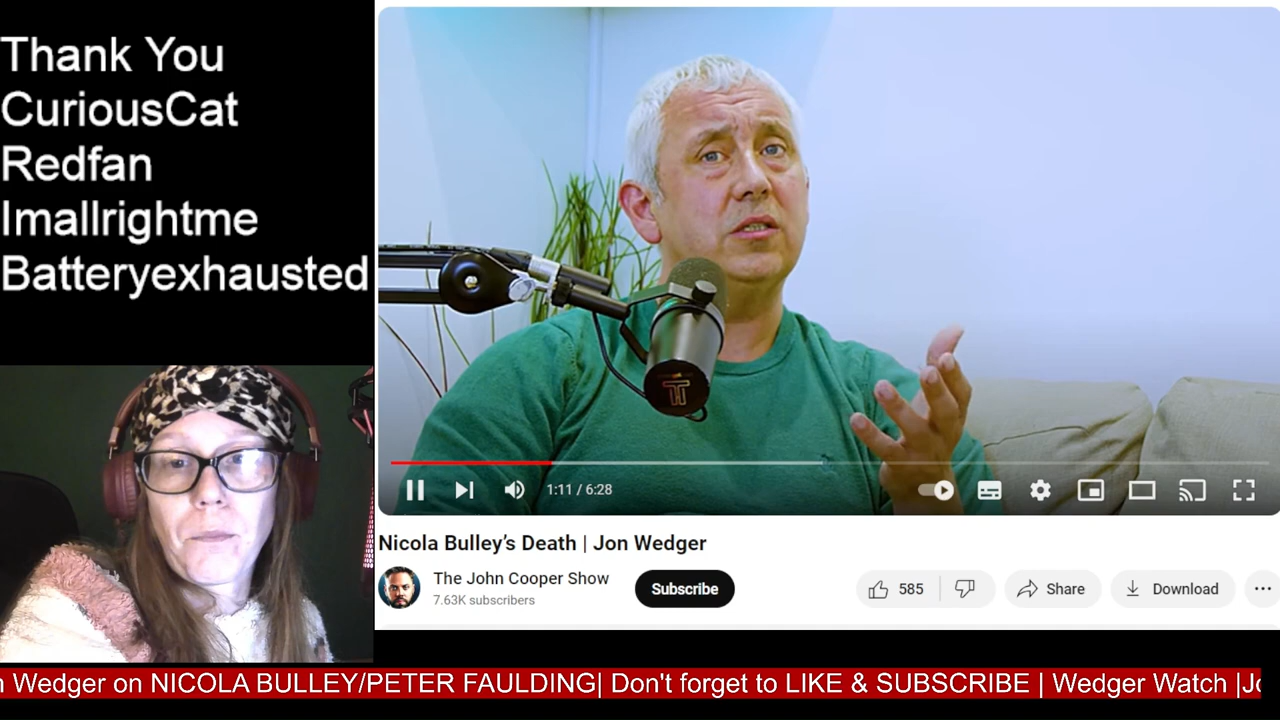 Thank You
CuriousCat
Redfan
Imallrightme
Batteryexhausted
1:11 / 6:28
Nicola Bulley's Death | Jon Wedger
The John Cooper Show
7.63K subscribers
Subscribe
585
Share
Download
n Wedger on NICOLA BULLEY/PETER FAULDING| Don't forget to LIKE & SUBSCRIBE | Wedger Watch |Jo